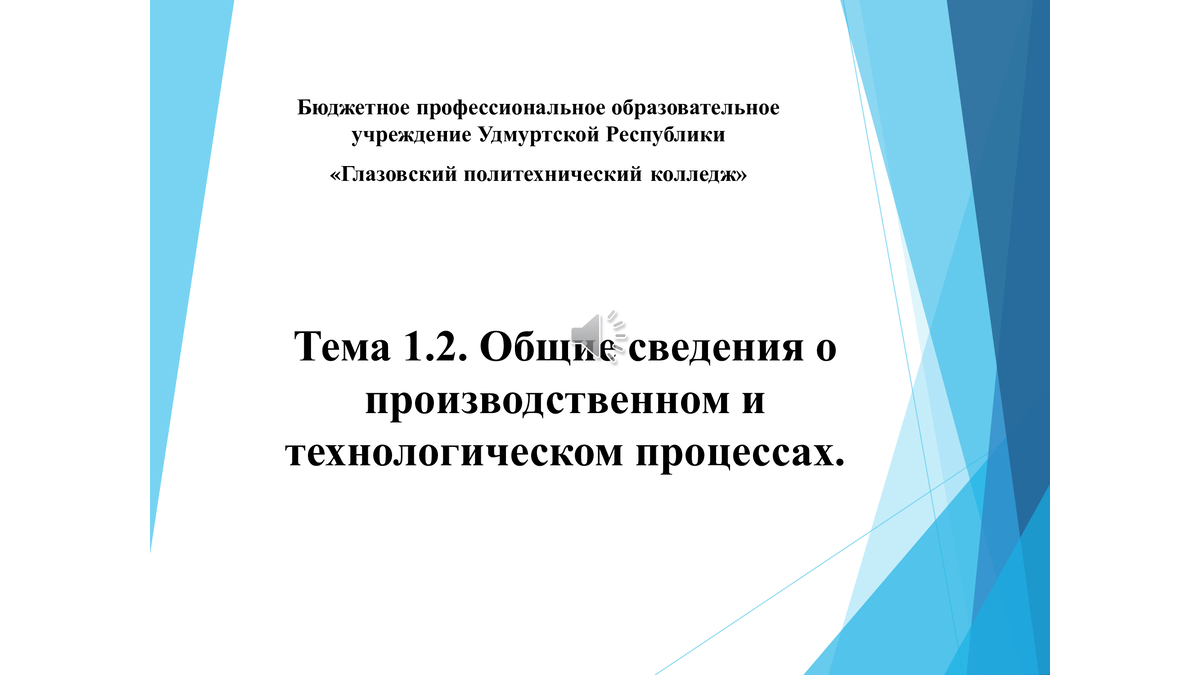 Бюджетное профессиональное образовательное
учреждение Удмуртской Республики
«Глазовский политехнический колледж»
Тема 1.2. Общие сведения о
производственном и
технологическом процессах.